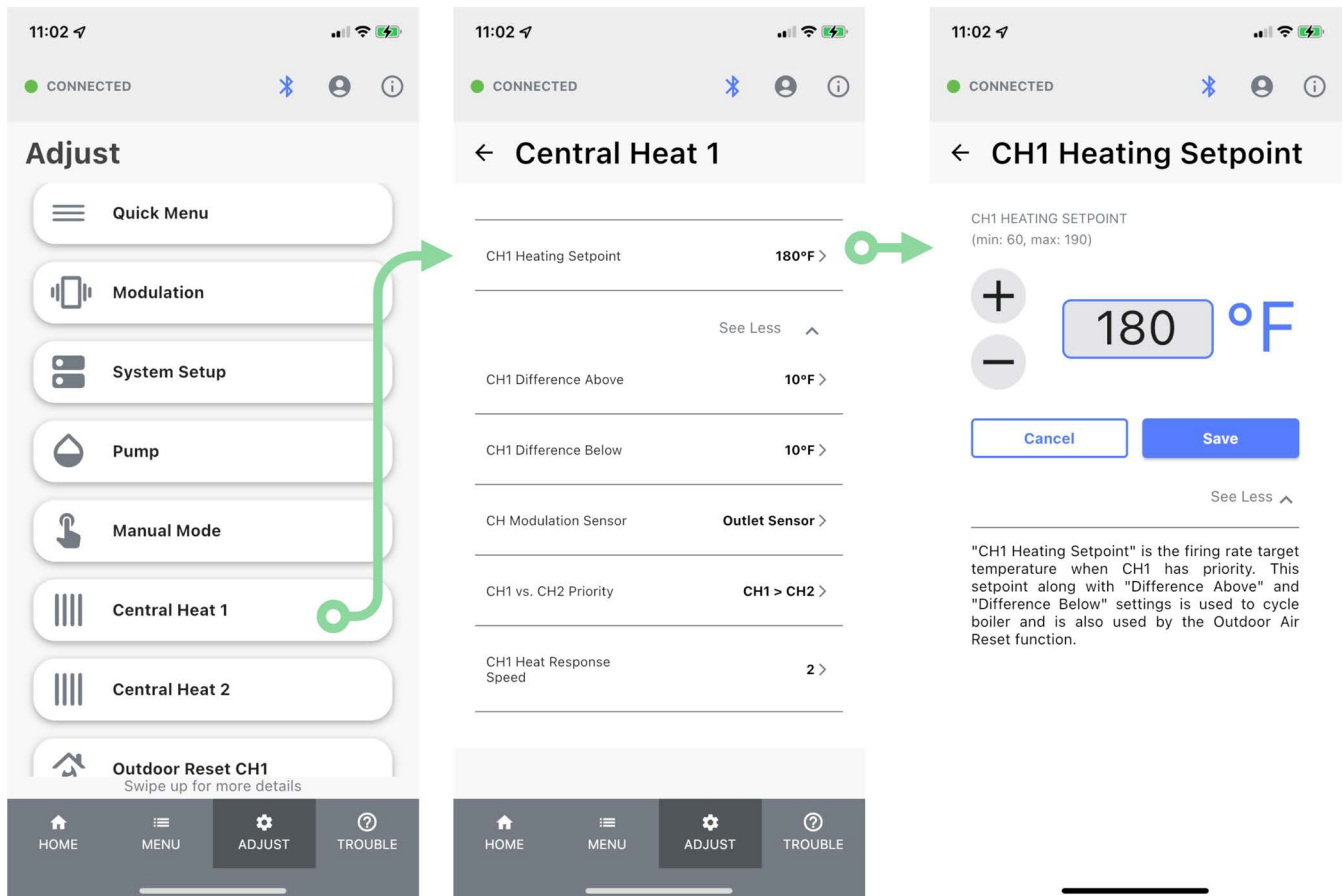 11:02
CONNECTED
Adjust
Quick Menu
Modulation
System Setup
Pump
Manual Mode
Central Heat 1
Central Heat 2
Outdoor Reset CH1
Swipe up for more details
HOME
MENU
ADJUST
TROUBLE
11:02
CONNECTED
Central Heat 1
CH1 Heating Setpoint 180°F
See Less
CH1 Difference Above 10°F
CH1 Difference Below 10°F
CH Modulation Sensor Outlet Sensor
CH1 vs. CH2 Priority CH1 > CH2
CH1 Heat Response
Speed
2
HOME
MENU
ADJUST
TROUBLE
11:02
CONNECTED
CH1 Heating Setpoint
CH1 HEATING SETPOINT
(min: 60, max: 190)
180 °F
Cancel
Save
See Less
"CH1 Heating Setpoint" is the firing rate target
temperature when CH1 has priority. This
setpoint along with "Difference Above" and
"Difference Below" settings is used to cycle
boiler and is also used by the Outdoor Air
Reset function.